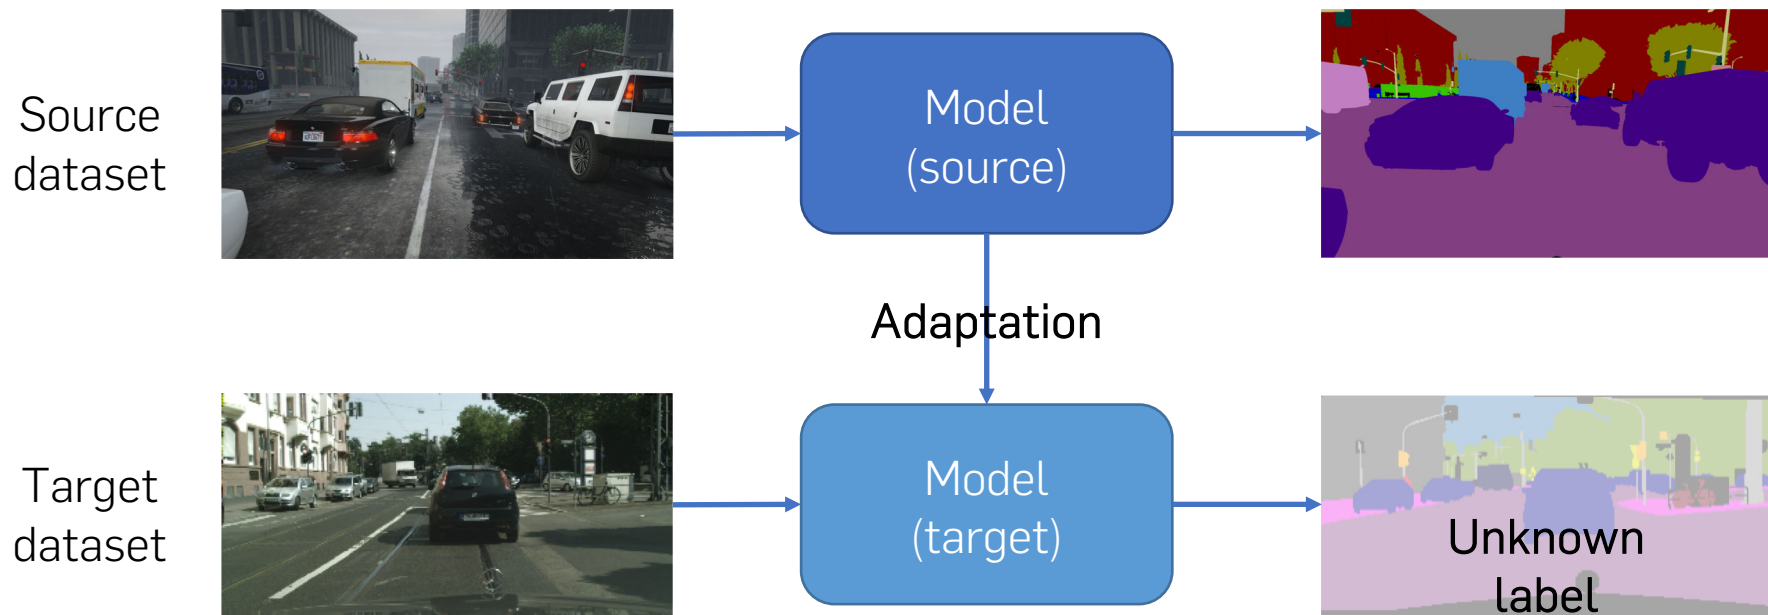 Source
dataset
Model
(source)
Adaptation
Target
dataset
Model
(target)
Unknown
label